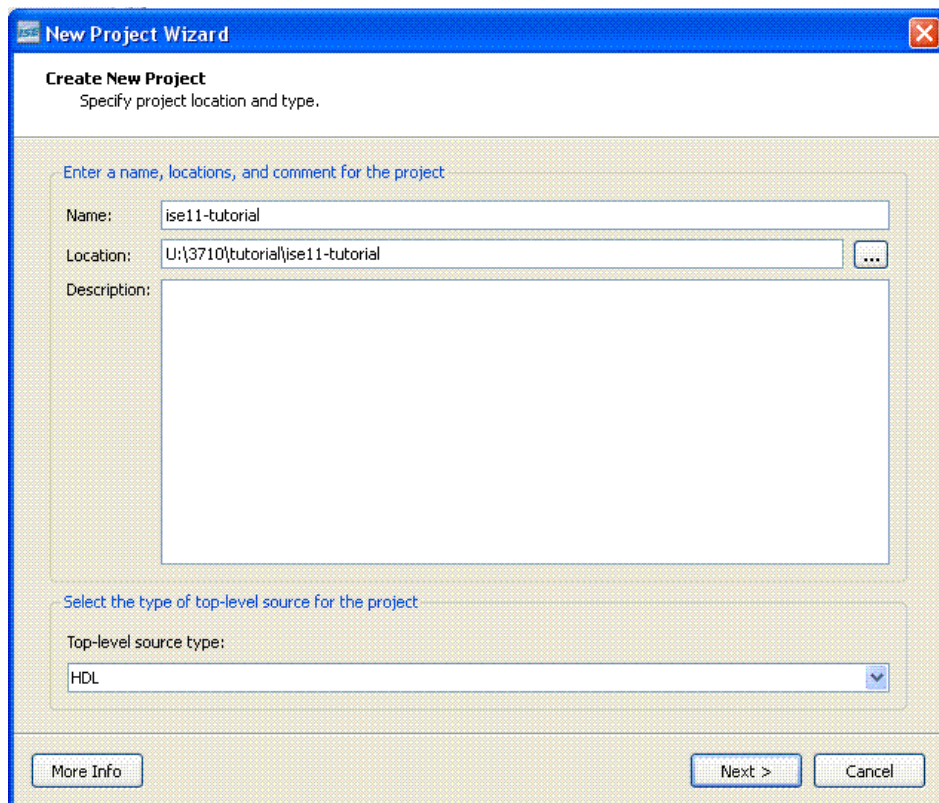 ISE New Project Wizard
Create New Project
Specify project location and type.
Enter a name, locations, and comment for the project
Name: ise11-tutorial
Location: U:\3710\tutorial\ise11-tutorial ...
Description:
Select the type of top-level source for the project
Top-level source type:
HDL
More Info Next > Cancel